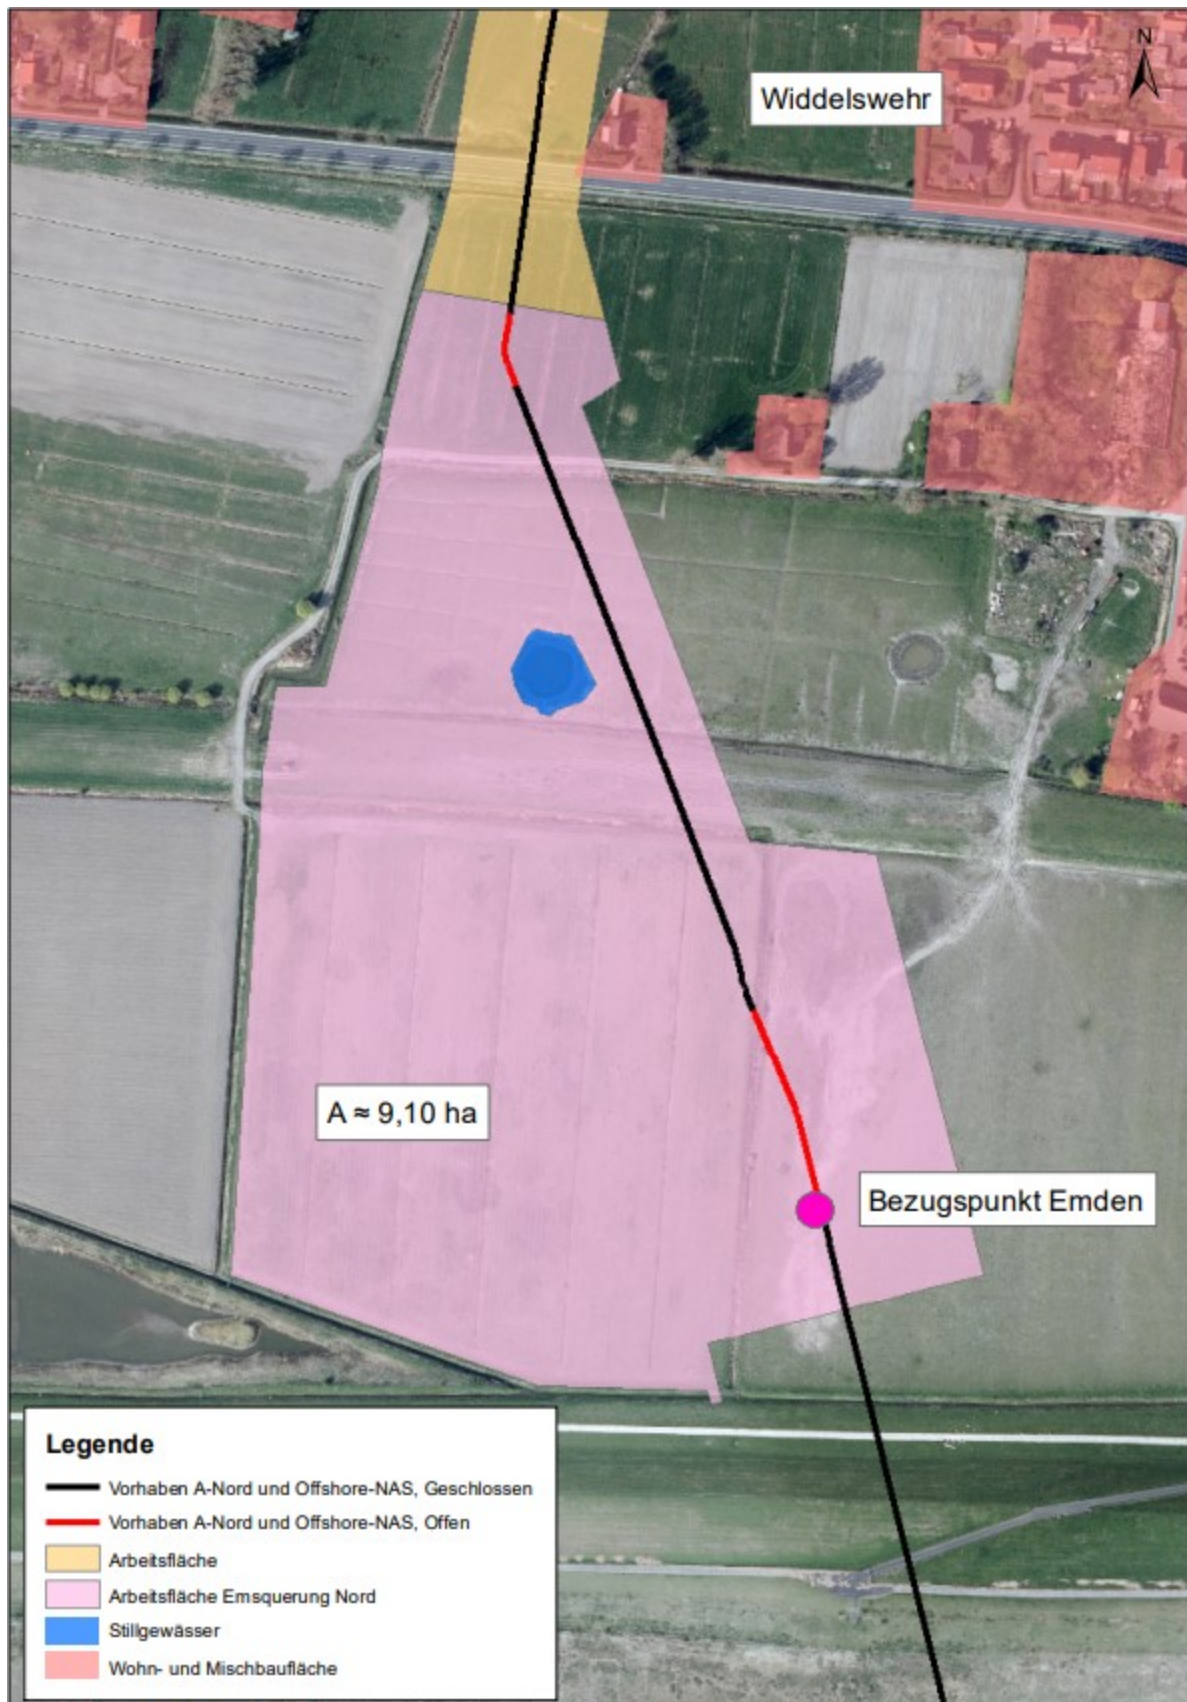 N
Widdelswehr
A ≈ 9,10 ha
Bezugspunkt Emden
Legende
Vorhaben A-Nord und Offshore-NAS, Geschlossen
Vorhaben A-Nord und Offshore-NAS, Offen
Arbeitsfläche
Arbeitsfläche Emsquerung Nord
Stillgewässer
Wohn- und Mischbaufläche